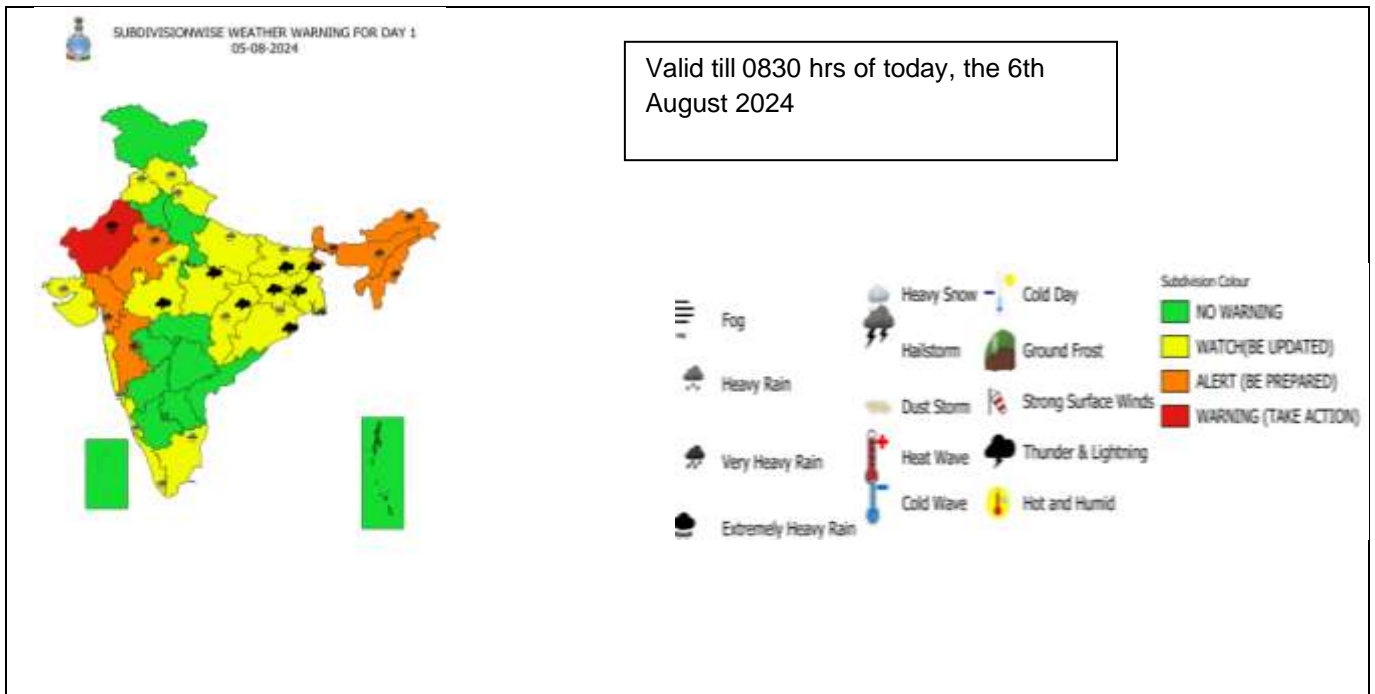 SUBDIVISIONWISE WEATHER WARNING FOR DAY 1
05-08-2024
Valid till 0830 hrs of today, the 6th
August 2024
Fog
Heavy Rain
Very Heavy Rain
Extremely Heavy Rain
Heavy Snow
Hailstorm
Dust Storm
Heat Wave
Cold Wave
Cold Day
Ground Frost
Strong Surface Winds
Thunder & Lightning
Hot and Humid
Subdivision Colour
NO WARNING
WATCH(BE UPDATED)
ALERT (BE PREPARED)
WARNING (TAKE ACTION)